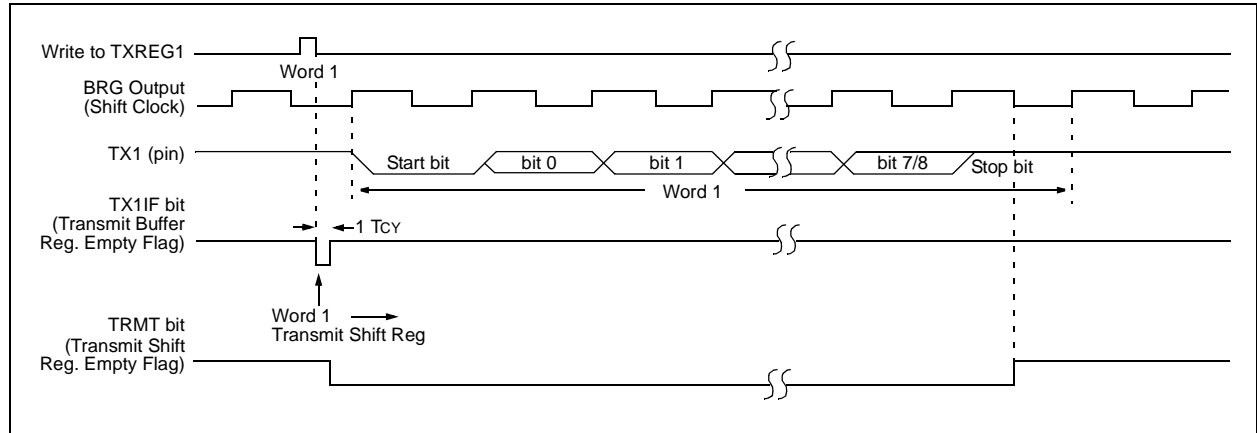 Write to TXREG1
Word 1
BRG Output
(Shift Clock)
TX1 (pin)
Start bit
bit 0
bit 1
bit 7/8
Stop bit
Word 1
TX1IF bit
(Transmit Buffer
Reg. Empty Flag)
1 TCY
Word 1
Transmit Shift Reg
TRMT bit
(Transmit Shift
Reg. Empty Flag)